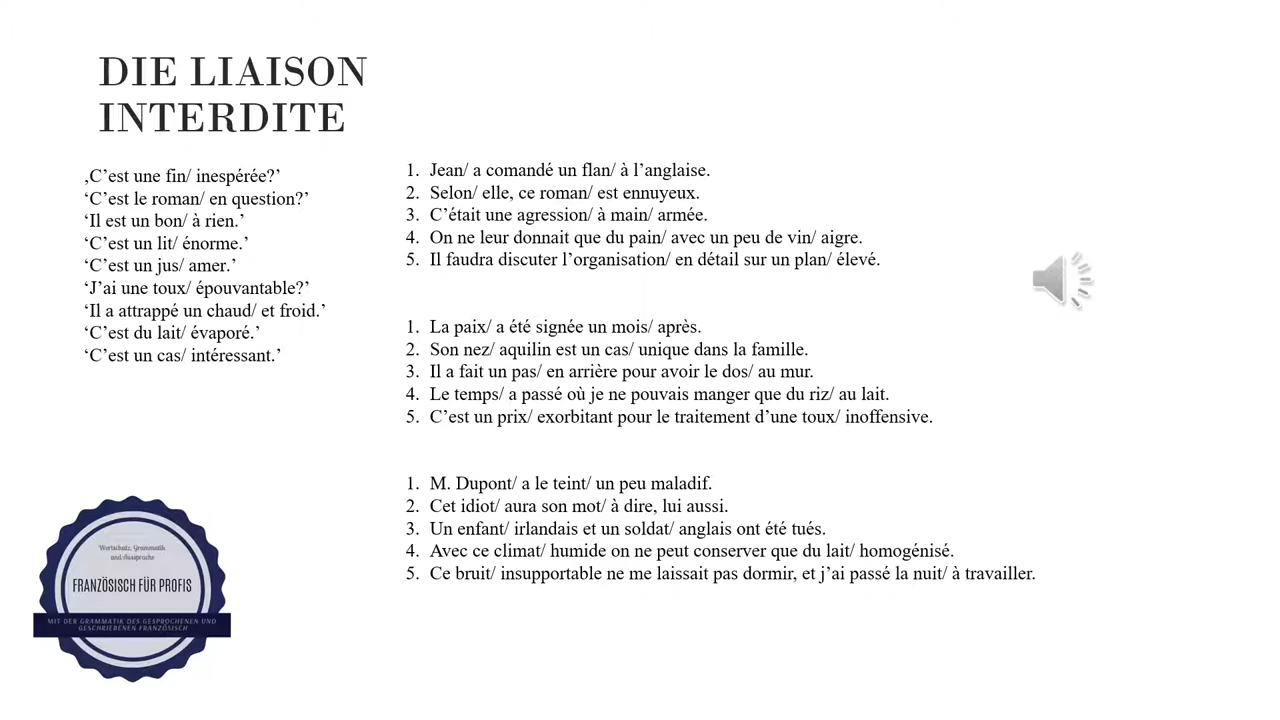 DIE LIAISON
INTERDITE
‚C’est une fin/ inespérée?’
‘C’est le roman/ en question?’
‘Il est un bon/ à rien.’
‘C’est un lit/ énorme.’
‘C’est un jus/ amer.’
‘J’ai une toux/ épouvantable?’
‘Il a attrappé un chaud/ et froid.’
‘C’est du lait/ évaporé.’
‘C’est un cas/ intéressant.’
1. Jean/ a comandé un flan/ à l’anglaise.
2. Selon/ elle, ce roman/ est ennuyeux.
3. C’était une agression/ à main/ armée.
4. On ne leur donnait que du pain/ avec un peu de vin/ aigre.
5. Il faudra discuter l’organisation/ en détail sur un plan/ élevé.
1. La paix/ a été signée un mois/ après.
2. Son nez/ aquilin est un cas/ unique dans la famille.
3. Il a fait un pas/ en arrière pour avoir le dos/ au mur.
4. Le temps/ a passé où je ne pouvais manger que du riz/ au lait.
5. C’est un prix/ exorbitant pour le traitement d’une toux/ inoffensive.
1. M. Dupont/ a le teint/ un peu maladif.
2. Cet idiot/ aura son mot/ à dire, lui aussi.
3. Un enfant/ irlandais et un soldat/ anglais ont été tués.
4. Avec ce climat/ humide on ne peut conserver que du lait/ homogénisé.
5. Ce bruit/ insupportable ne me laissait pas dormir, et j’ai passé la nuit/ à travailler.
Wortschatz, Grammatik
und Aussprache
FRANZÖSISCH FÜR PROFIS
MIT DER GRAMMATIK DES GESPROCHENEN UND
GESCHRIEBENEN FRANZÖSISCH